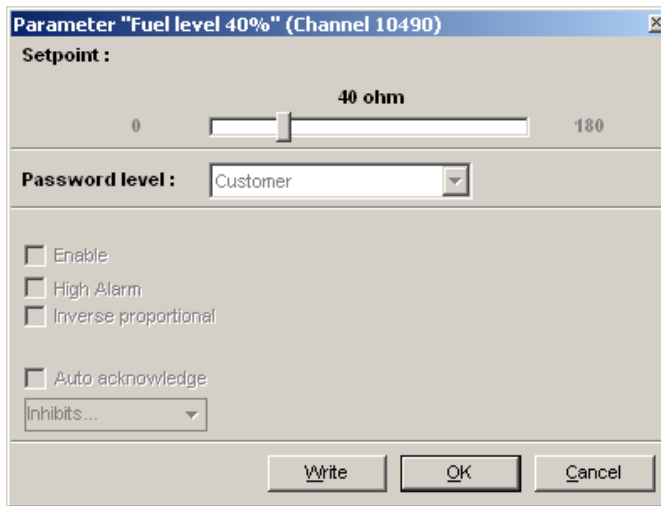 Parameter "Fuel level 40%" (Channel 10490)
Setpoint :
40 ohm
0 180
Password level : Customer
Enable
High Alarm
Inverse proportional
Auto acknowledge
Inhibits...
Write OK Cancel